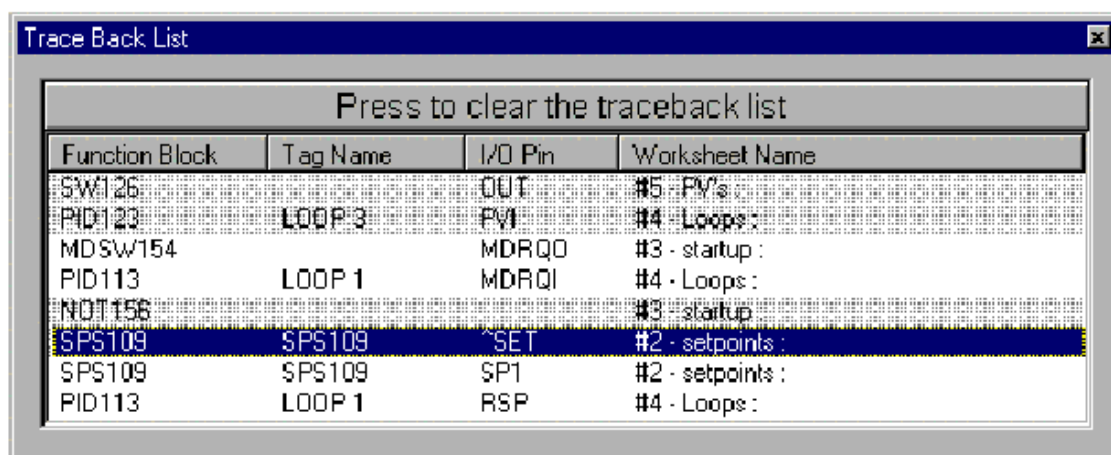 Trace Back List
Press to clear the traceback list
Function Block Tag Name I/O Pin Worksheet Name
SW126 OUT #5 - PV's :
PID123 LOOP 3 PVI #4 - Loops :
MDSW154 MDRQO #3 - startup :
PID113 LOOP 1 MDRQI #4 - Loops :
NOT156 #3 - startup :
SPS109 SPS109 ^SET #2 - setpoints :
SPS109 SPS109 SP1 #2 - setpoints :
PID113 LOOP 1 RSP #4 - Loops :